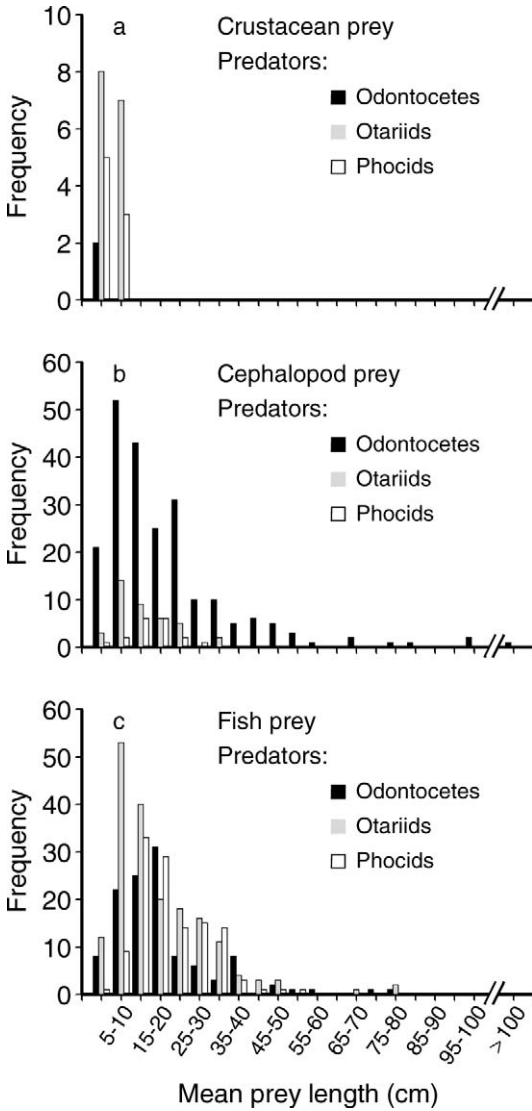 a Crustacean prey
Predators:
Odontocetes
Otariids
Phocids
Frequency
10
8
6
4
2
0
b Cephalopod prey
Predators:
Odontocetes
Otariids
Phocids
Frequency
60
50
40
30
20
10
0
c Fish prey
Predators:
Odontocetes
Otariids
Phocids
Frequency
60
50
40
30
20
10
0
5-10 15-20 25-30 35-40 45-50 55-60 65-70 75-80 85-90 95-100 > 100
Mean prey length (cm)